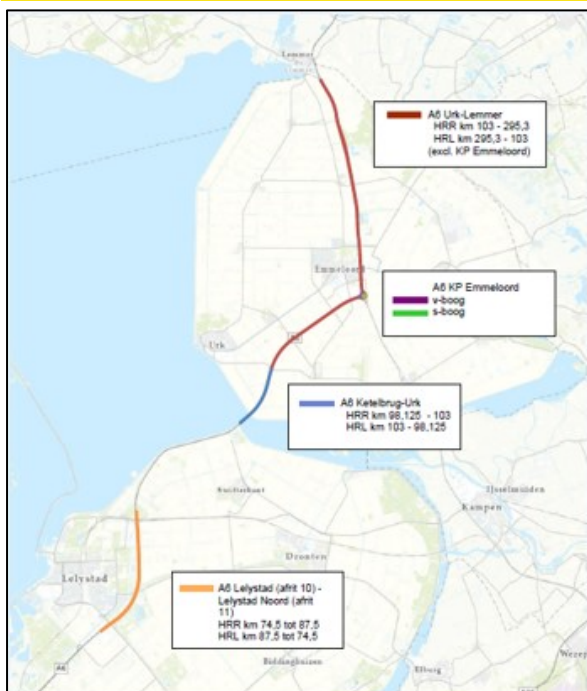 Lemmer
A6 Urk-Lemmer
HRR km 103 - 295,3
HRL km 295,3 - 103
(excl. KP Emmeloord)
Emmeloord
A6 KP Emmeloord
v-boog
s-boog
Urk
A6 Ketelbrug-Urk
HRR km 98,125 - 103
HRL km 103 - 98,125
Swifterbant
IJsselmuiden
Kampen
Dronten
Lelystad
A6 Lelystad (afrit 10) -
Lelystad Noord (afrit
11)
HRR km 74,5 tot 87,5
HRL km 87,5 tot 74,5
A6
Biddinghuizen
Elburg
Wezep